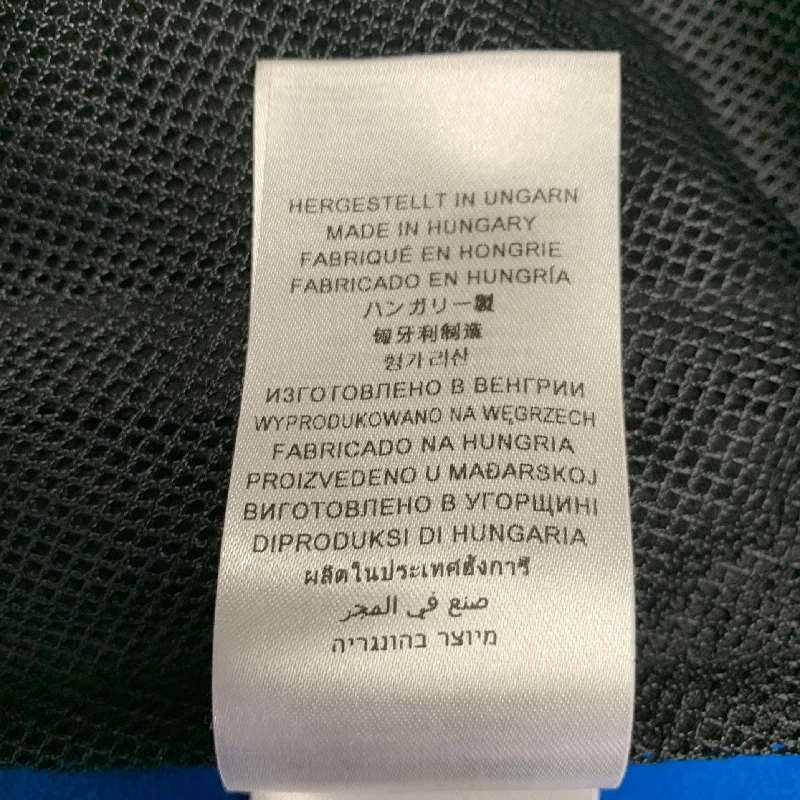 HERGESTELLT IN UNGARN
MADE IN HUNGARY
FABRIQUÉ EN HONGRIE
FABRICADO EN HUNGRÍA
ハンガリー製
匈牙利制造
헝가리산
ИЗГОТОВЛЕНО В ВЕНГРИИ
WYPRODUKOWANO NA WĘGRZECH
FABRICADO NA HUNGRIA
PROIZVEDENO U MAĐARSKOJ
ВИГОТОВЛЕНО В УГОРЩИНІ
DIPRODUKSI DI HUNGARIA
ผลิตในประเทศฮังการี
صنع في المجر
מיוצר בהונגריה